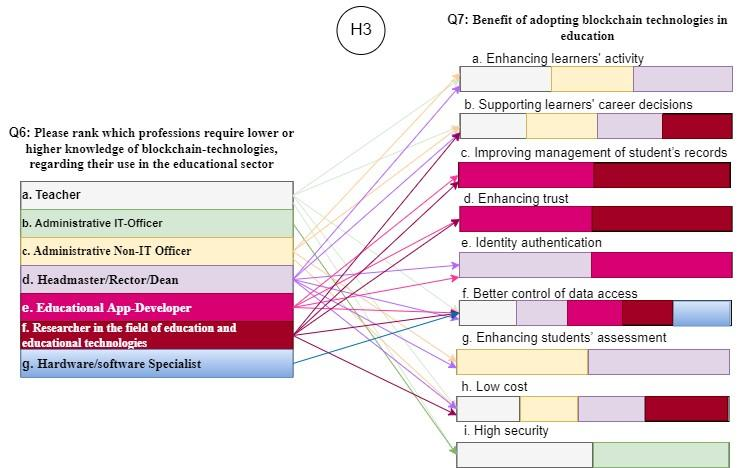 H3
Q7: Benefit of adopting blockchain technologies in
education
Q6: Please rank which professions require lower or
higher knowledge of blockchain-technologies,
regarding their use in the educational sector
a. Teacher
b. Administrative IT-Officer
c. Administrative Non-IT Officer
d. Headmaster/Rector/Dean
e. Educational App-Developer
f. Researcher in the field of education and
educational technologies
g. Hardware/software Specialist
a. Enhancing learners' activity
b. Supporting learners' career decisions
c. Improving management of student's records
d. Enhancing trust
e. Identity authentication
f. Better control of data access
g. Enhancing students' assessment
h. Low cost
i. High security